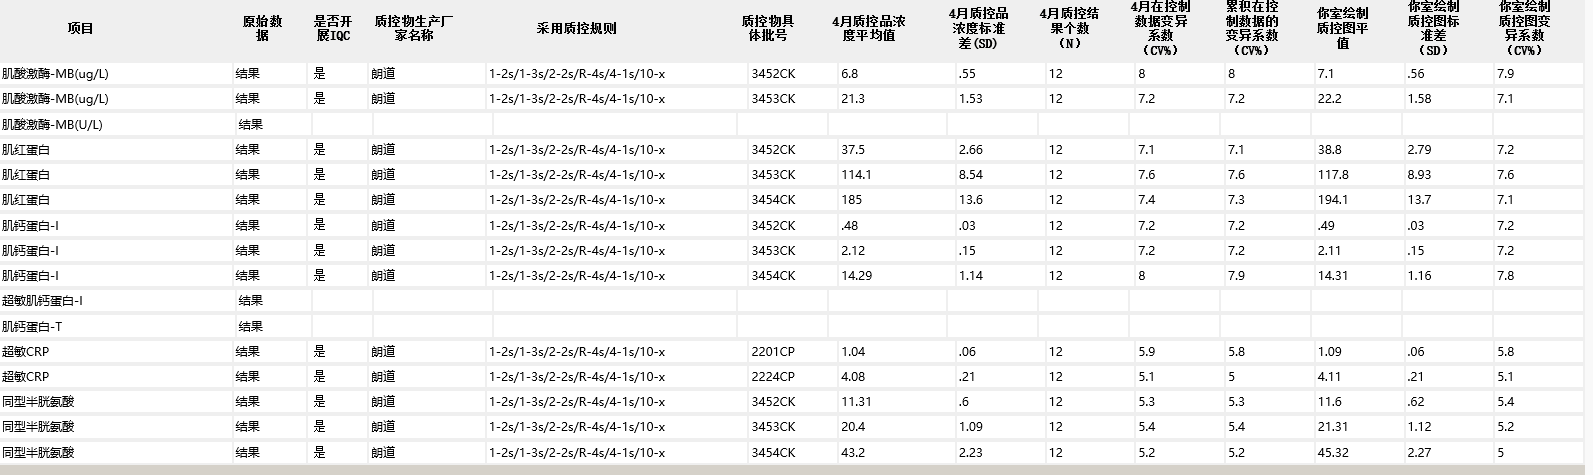 项目 原始数据 是否开展IQC 质控物生产厂家名称 采用质控规则 质控物具体批号 4月质控品浓度平均值 4月质控品浓度标准差(SD) 4月质控结果个数（N） 4月在控制数据变异系数（CV%） 累积在控制数据的变异系数（CV%） 你室绘制质控图平值 你室绘制质控图标准差（SD） 你室绘制质控图变异系数（CV%）
肌酸激酶-MB(ug/L) 结果 是 朗道 1-2s/1-3s/2-2s/R-4s/4-1s/10-x 3452CK 6.8 .55 12 8 8 7.1 .56 7.9
肌酸激酶-MB(ug/L) 结果 是 朗道 1-2s/1-3s/2-2s/R-4s/4-1s/10-x 3453CK 21.3 1.53 12 7.2 7.2 22.2 1.58 7.1
肌酸激酶-MB(U/L) 结果
肌红蛋白 结果 是 朗道 1-2s/1-3s/2-2s/R-4s/4-1s/10-x 3452CK 37.5 2.66 12 7.1 7.1 38.8 2.79 7.2
肌红蛋白 结果 是 朗道 1-2s/1-3s/2-2s/R-4s/4-1s/10-x 3453CK 114.1 8.54 12 7.6 7.6 117.8 8.93 7.6
肌红蛋白 结果 是 朗道 1-2s/1-3s/2-2s/R-4s/4-1s/10-x 3454CK 185 13.6 12 7.4 7.3 194.1 13.7 7.1
肌钙蛋白-I 结果 是 朗道 1-2s/1-3s/2-2s/R-4s/4-1s/10-x 3452CK .48 .03 12 7.2 7.2 .49 .03 7.2
肌钙蛋白-I 结果 是 朗道 1-2s/1-3s/2-2s/R-4s/4-1s/10-x 3453CK 2.12 .15 12 7.2 7.2 2.11 .15 7.2
肌钙蛋白-I 结果 是 朗道 1-2s/1-3s/2-2s/R-4s/4-1s/10-x 3454CK 14.29 1.14 12 8 7.9 14.31 1.16 7.8
超敏肌钙蛋白-I 结果
肌钙蛋白-T 结果
超敏CRP 结果 是 朗道 1-2s/1-3s/2-2s/R-4s/4-1s/10-x 2201CP 1.04 .06 12 5.9 5.8 1.09 .06 5.8
超敏CRP 结果 是 朗道 1-2s/1-3s/2-2s/R-4s/4-1s/10-x 2224CP 4.08 .21 12 5.1 5 4.11 .21 5.1
同型半胱氨酸 结果 是 朗道 1-2s/1-3s/2-2s/R-4s/4-1s/10-x 3452CK 11.31 .6 12 5.3 5.3 11.6 .62 5.4
同型半胱氨酸 结果 是 朗道 1-2s/1-3s/2-2s/R-4s/4-1s/10-x 3453CK 20.4 1.09 12 5.4 5.4 21.31 1.12 5.2
同型半胱氨酸 结果 是 朗道 1-2s/1-3s/2-2s/R-4s/4-1s/10-x 3454CK 43.2 2.23 12 5.2 5.2 45.32 2.27 5